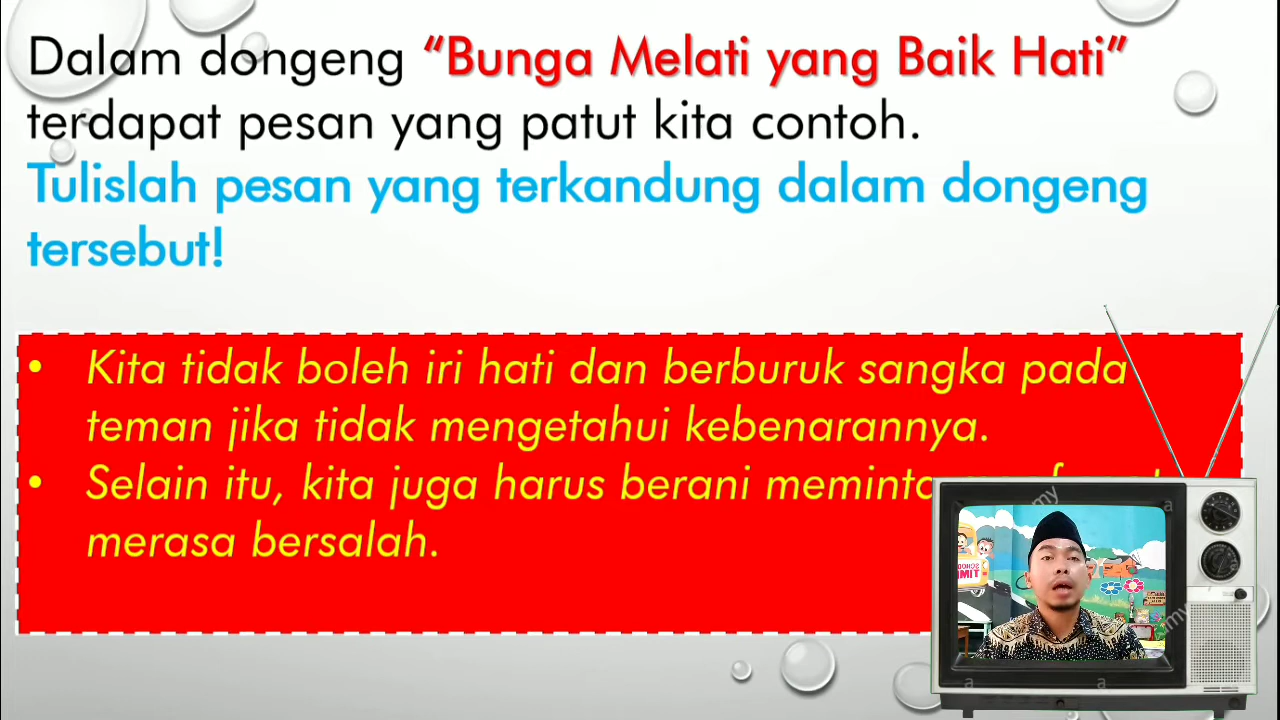 Dalam dongeng “Bunga Melati yang Baik Hati”
terdapat pesan yang patut kita contoh.
Tulislah pesan yang terkandung dalam dongeng
tersebut!
• Kita tidak boleh iri hati dan berburuk sangka pada
teman jika tidak mengetahui kebenarannya.
• Selain itu, kita juga harus berani meminta
merasa bersalah.